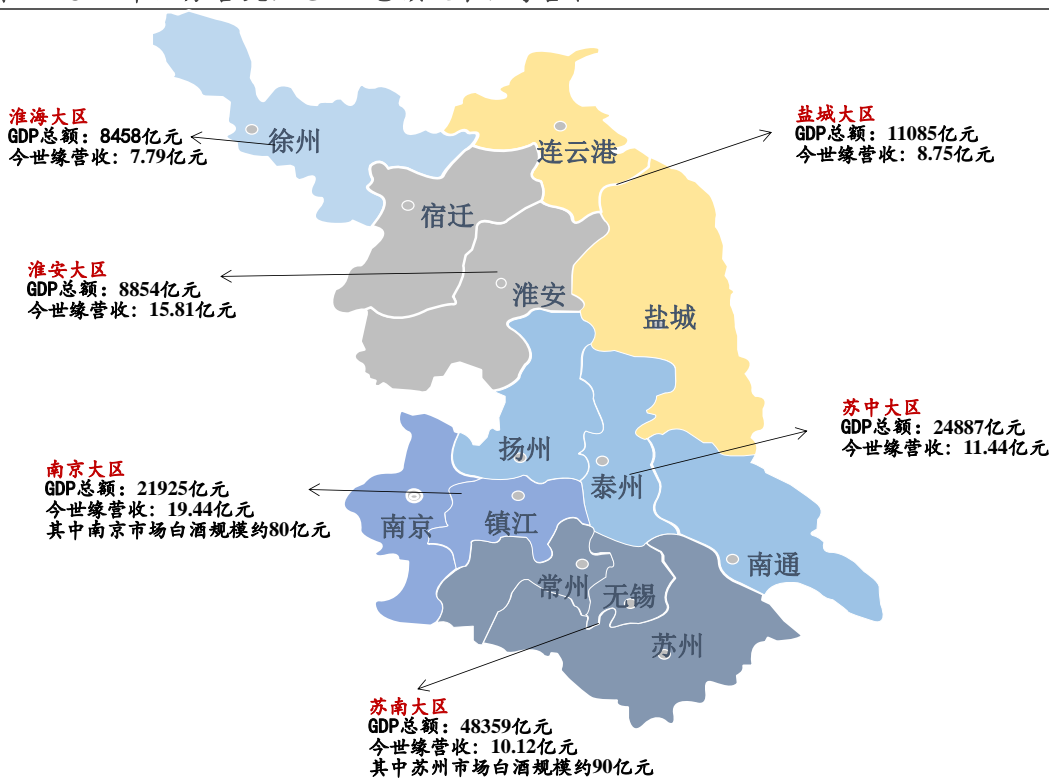 淮海大区
GDP总额：8458亿元
今世缘营收：7.79亿元
徐州
连云港
盐城大区
GDP总额：11085亿元
今世缘营收：8.75亿元
宿迁
淮安大区
GDP总额：8854亿元
今世缘营收：15.81亿元
淮安
盐城
苏中大区
GDP总额：24887亿元
今世缘营收：11.44亿元
扬州
泰州
南京大区
GDP总额：21925亿元
今世缘营收：19.44亿元
其中南京市场白酒规模约80亿元
南京
镇江
南通
常州
无锡
苏州
苏南大区
GDP总额：48359亿元
今世缘营收：10.12亿元
其中苏州市场白酒规模约90亿元